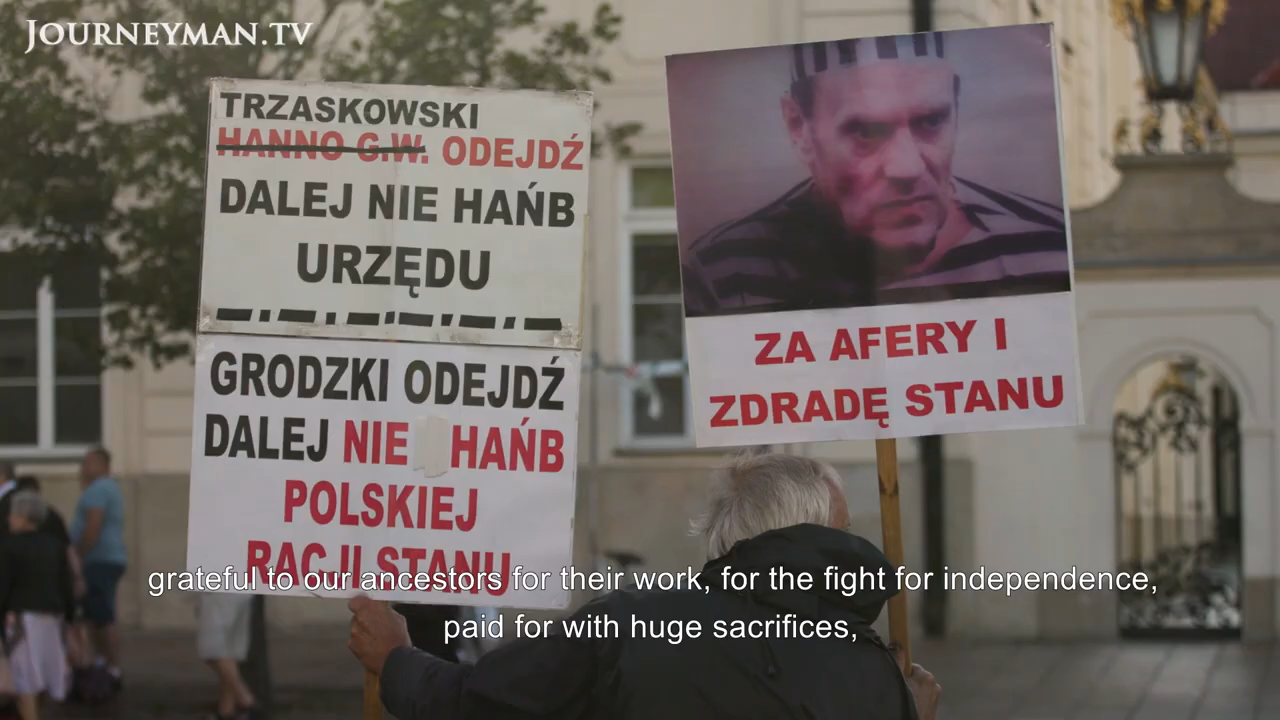 JOURNEYMAN.TV
TRZASKOWSKI
HANNO G.W. ODEJDŹ
DALEJ NIE HAŃB
URZĘDU
GRODZKI ODEJDŹ
DALEJ NIE HAŃB
POLSKIEJ
RACJI STANU
ZA AFERY I
ZDRADĘ STANU
grateful to our ancestors for their work, for the fight for independence,
paid for with huge sacrifices,